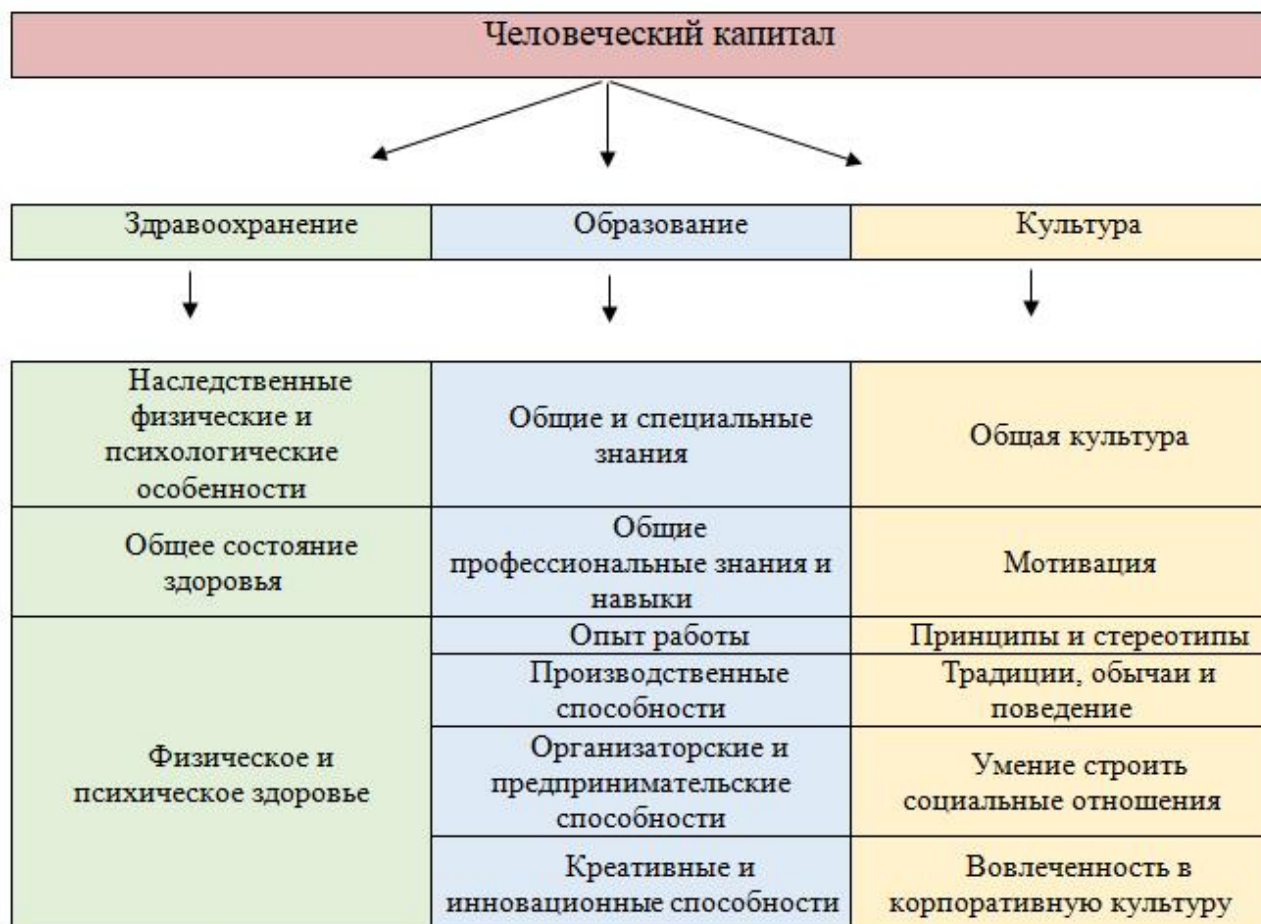 Человеческий капитал
Здравоохранение
Образование
Культура
Наследственные
физические и
психологические
особенности
Общие и специальные
знания
Общая культура
Общее состояние
здоровья
Общие
профессиональные знания и
навыки
Мотивация
Физическое и
психическое здоровье
Опыт работы
Принципы и стереотипы
Производственные
способности
Традиции, обычаи и
поведение
Организаторские и
предпринимательские
способности
Умение строить
социальные отношения
Креативные и
инновационные способности
Вовлеченность в
корпоративную культуру